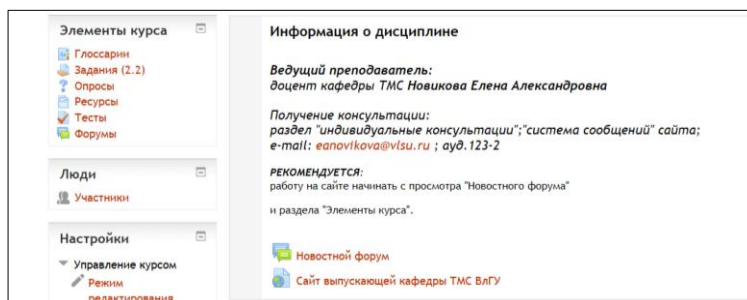 Элементы курса
Глоссарии
Задания (2.2)
Опросы
Ресурсы
Тесты
Форумы
Люди
Участники
Настройки
Управление курсом
Режим
редактирования
Информация о дисциплине
Ведущий преподаватель:
доцент кафедры ТМС Новикова Елена Александровна
Получение консультации:
раздел "индивидуальные консультации";"система сообщений" сайта;
e-mail: eanovikova@vlsu.ru ; ауд.123-2
РЕКОМЕНДУЕТСЯ:
работу на сайте начинать с просмотра "Новостного форума"
и раздела "Элементы курса".
Новостной форум
Сайт выпускающей кафедры ТМС ВлГУ